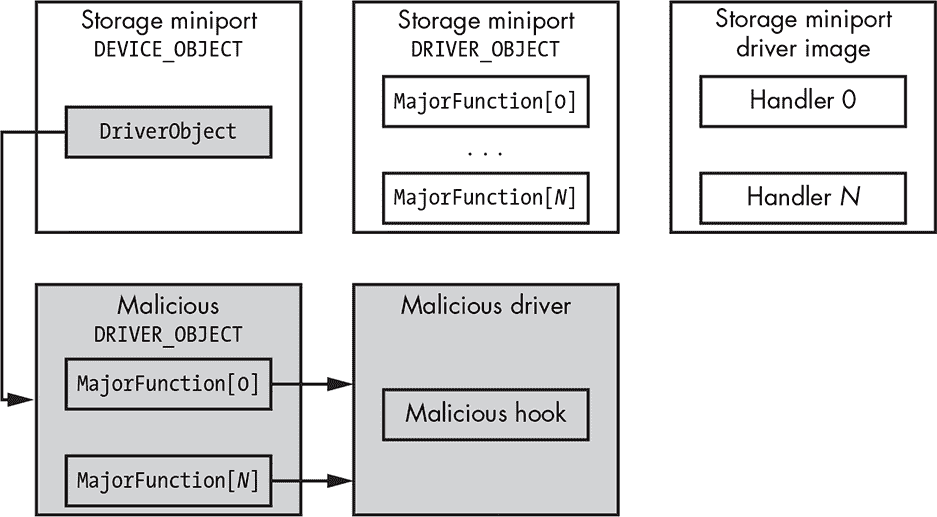 Storage miniport
DEVICE_OBJECT
DriverObject
Storage miniport
DRIVER_OBJECT
MajorFunction[0]
...
MajorFunction[N]
Storage miniport
driver image
Handler 0
Handler N
Malicious
DRIVER_OBJECT
MajorFunction[0]
MajorFunction[N]
Malicious driver
Malicious hook